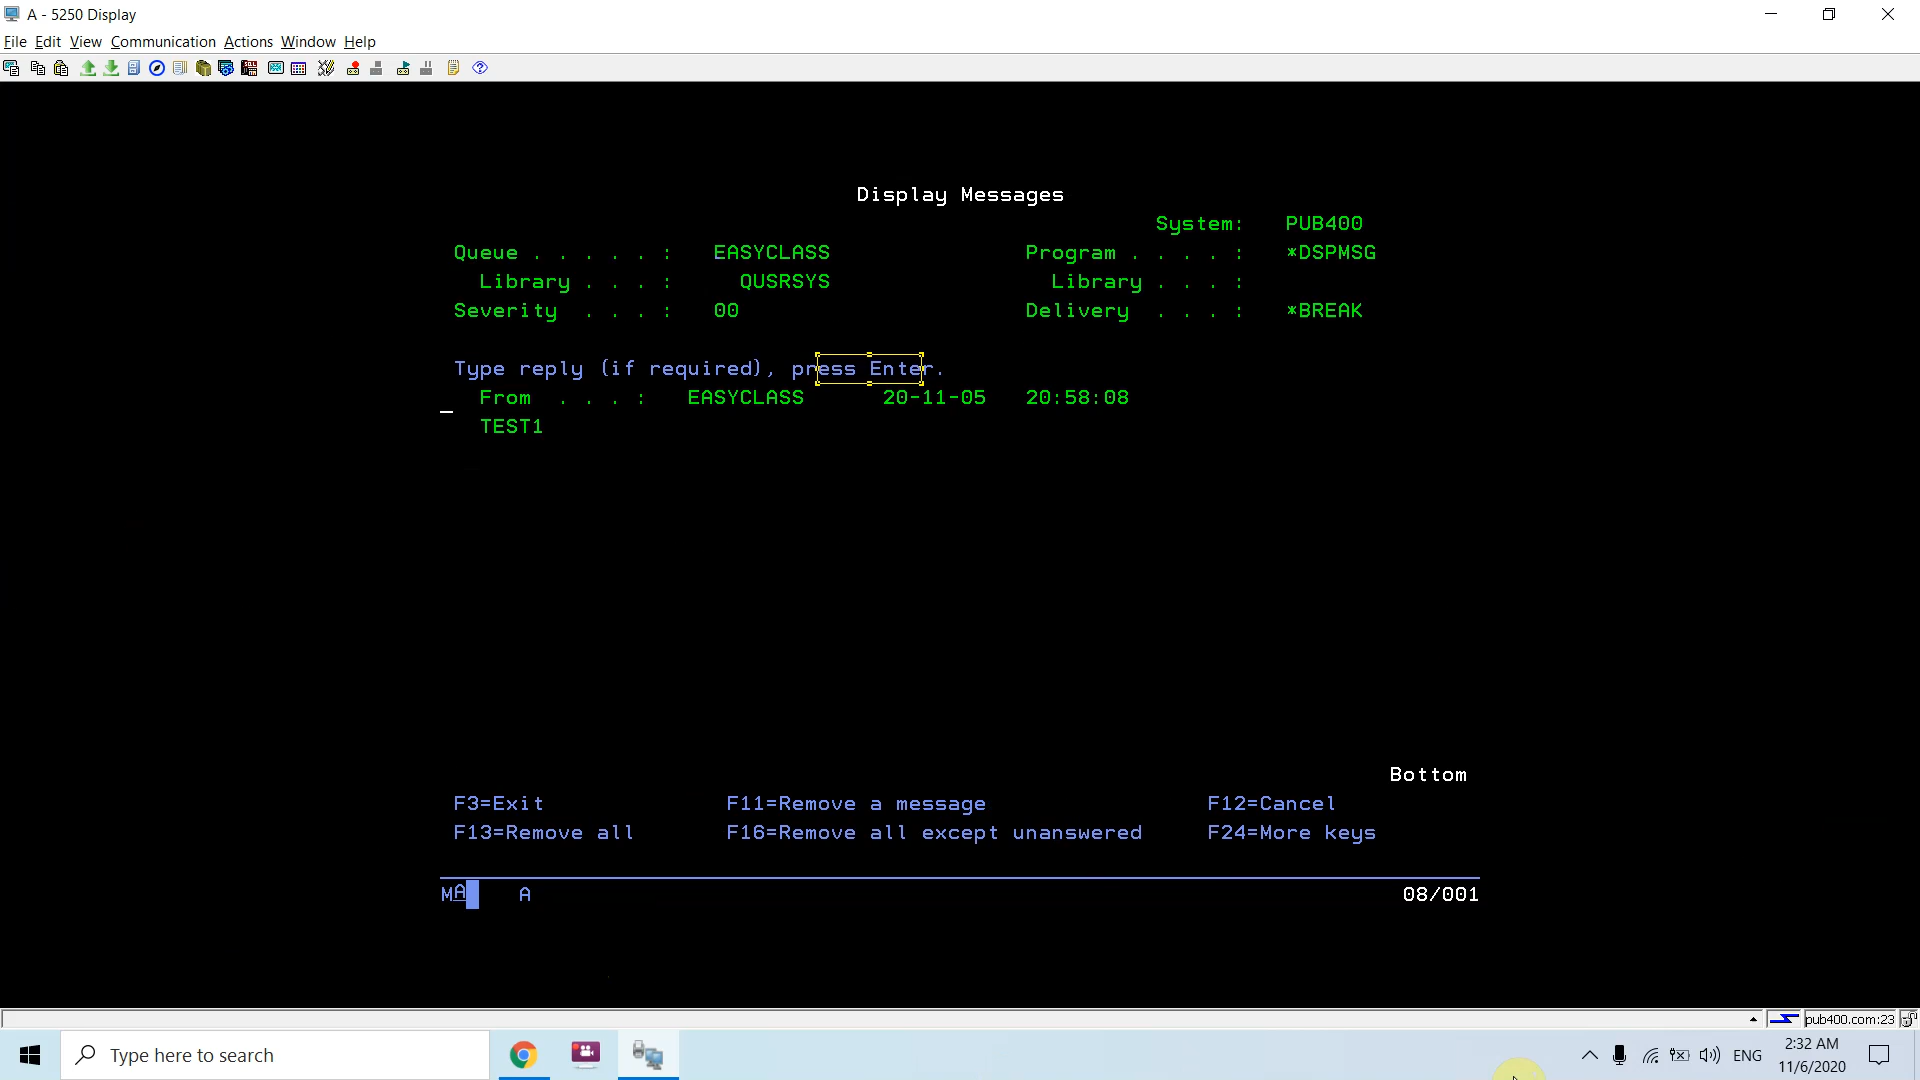 A - 5250 Display
File Edit View Communication Actions Window Help
Display Messages
System: PUB400
Queue . . . . . : EASYCLASS Program . . . . : *DSPMSG
Library . . . : QUSRSYS Library . . . :
Severity . . . : 00 Delivery . . . : *BREAK
Type reply (if required), press Enter.
From . . . : EASYCLASS 20-11-05 20:58:08
TEST1
Bottom
F3=Exit F11=Remove a message F12=Cancel
F13=Remove all F16=Remove all except unanswered F24=More keys
MA A 08/001
pub400.com:23
Type here to search
ENG
2:32 AM
11/6/2020